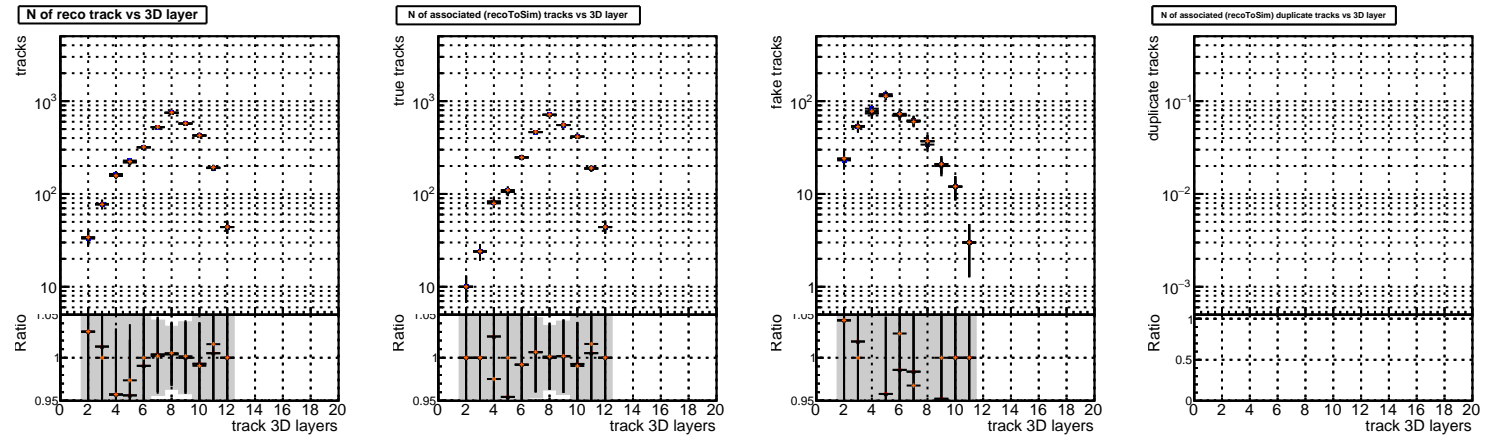 N of reco track vs 3D layer
tracks
10³
10²
10
Ratio
1.05
1
0.95
0 2 4 6 8 10 12 14 16 18 20
track 3D layers
N of associated (recoToSim) tracks vs 3D layer
true tracks
10³
10²
10
Ratio
1.05
1
0.95
0 2 4 6 8 10 12 14 16 18 20
track 3D layers
fake tracks
10²
10
1
Ratio
1.05
1
0.95
0 2 4 6 8 10 12 14 16 18 20
track 3D layers
N of associated (recoToSim) duplicate tracks vs 3D layer
duplicate tracks
10⁻¹
10⁻²
10⁻³
Ratio
1
0.5
0
0 2 4 6 8 10 12 14 16 18 20
track 3D layers